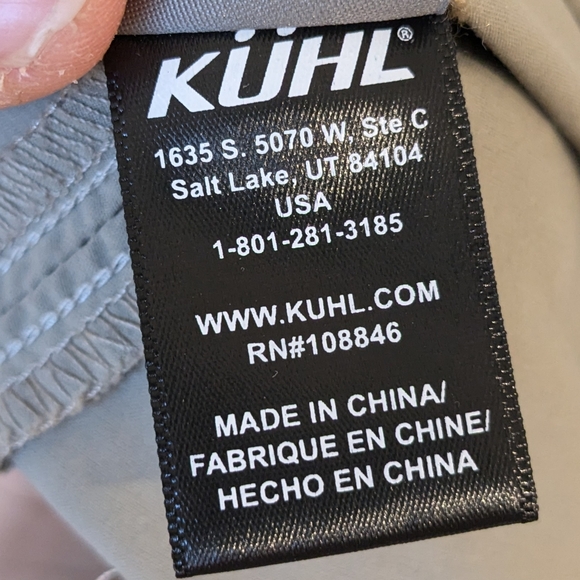 KÜHL®
1635 S. 5070 W, Ste C
Salt Lake, UT 84104
USA
1-801-281-3185
WWW.KUHL.COM
RN#108846
MADE IN CHINA/
FABRIQUE EN CHINE/
HECHO EN CHINA